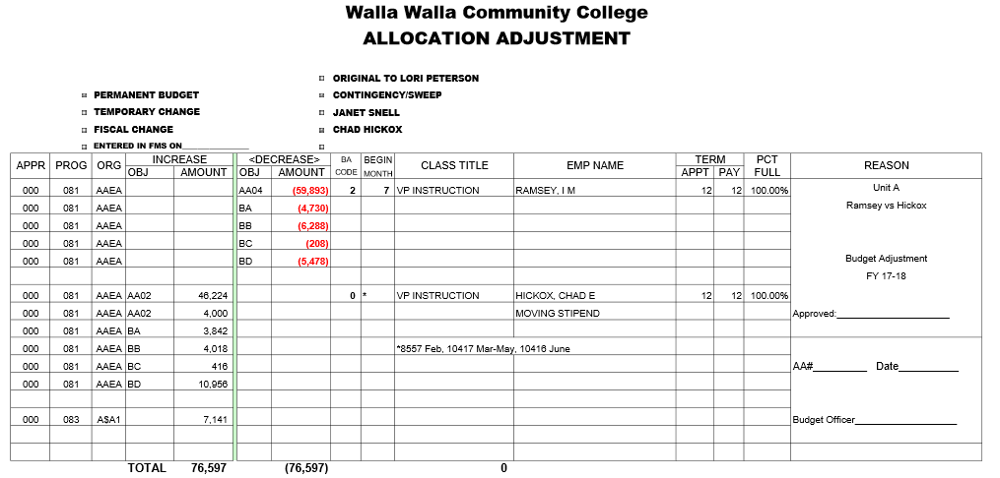 Walla Walla Community College
ALLOCATION ADJUSTMENT
ORIGINAL TO LORI PETERSON
PERMANENT BUDGET CONTINGENCY/SWEEP
TEMPORARY CHANGE JANET SNELL
FISCAL CHANGE CHAD HICKOX
ENTERED IN FMS ON_______________
APPR PROG ORG INCREASE <DECREASE> BA CODE BEGIN MONTH CLASS TITLE EMP NAME TERM PCT FULL REASON
OBJ AMOUNT OBJ AMOUNT APPT PAY
000 081 AAEA AA04 (59,893) 2 7 VP INSTRUCTION RAMSEY, I M 12 12 100.00% Unit A
000 081 AAEA BA (4,730) Ramsey vs Hickox
000 081 AAEA BB (6,288)
000 081 AAEA BC (208)
000 081 AAEA BD (5,478) Budget Adjustment
FY 17-18
000 081 AAEA AA02 46,224 0 * VP INSTRUCTION HICKOX, CHAD E 12 12 100.00%
000 081 AAEA AA02 4,000 MOVING STIPEND Approved:____________________
000 081 AAEA BA 3,842
000 081 AAEA BB 4,018 *8557 Feb, 10417 Mar-May, 10416 June
000 081 AAEA BC 416 AA#__________ Date___________
000 081 AAEA BD 10,956
000 083 A$A1 7,141 Budget Officer__________________
TOTAL 76,597 (76,597) 0